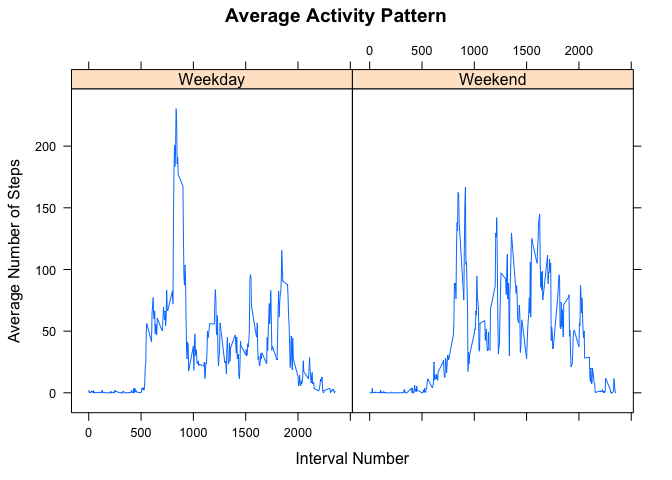 Average Activity Pattern
0 500 1000 1500 2000
Weekday Weekend
200
150
100
50
0
Average Number of Steps
0 500 1000 1500 2000
Interval Number